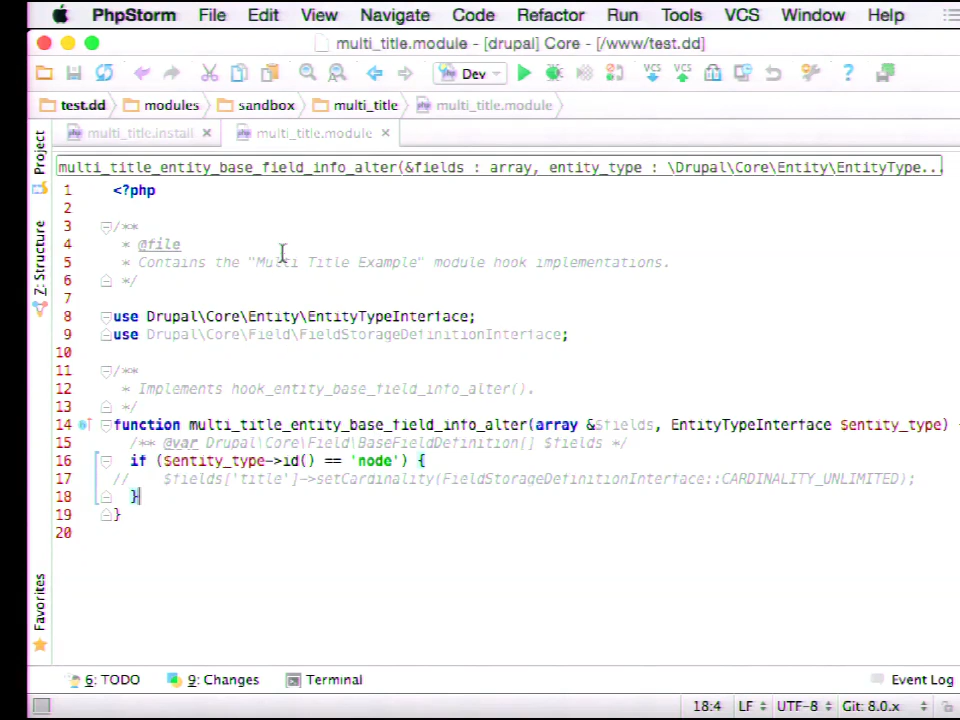 PhpStorm File Edit View Navigate Code Refactor Run Tools VCS Window Help
multi_title.module - [drupal] Core - [/www/test.dd]
Dev VCS VCS
test.dd modules sandbox multi_title multi_title.module
multi_title.install multi_title.module
multi_title_entity_base_field_info_alter(&fields : array, entity_type : \Drupal\Core\Entity\EntityType...
Project
Z: Structure
Favorites
1 <?php
2
3 /**
4 * @file
5 * Contains the "Multi Title Example" module hook implementations.
6 */
7
8 use Drupal\Core\Entity\EntityTypeInterface;
9 use Drupal\Core\Field\FieldStorageDefinitionInterface;
10
11 /**
12 * Implements hook_entity_base_field_info_alter().
13 */
14 function multi_title_entity_base_field_info_alter(array &$fields, EntityTypeInterface $entity_type)
15 /** @var Drupal\Core\Field\BaseFieldDefinition[] $fields */
16 if ($entity_type->id() == 'node') {
17 // $fields['title']->setCardinality(FieldStorageDefinitionInterface::CARDINALITY_UNLIMITED);
18 }
19 }
20
6: TODO 9: Changes Terminal Event Log
18:4 LF UTF-8 Git: 8.0.x